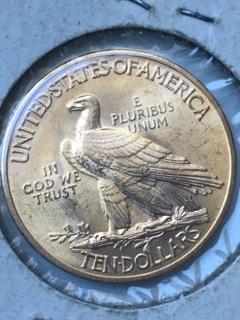 UNITED·STATES·OF·AMERICA
E
PLURIBUS
UNUM
IN
GOD WE
TRUST
TEN·DOLLARS